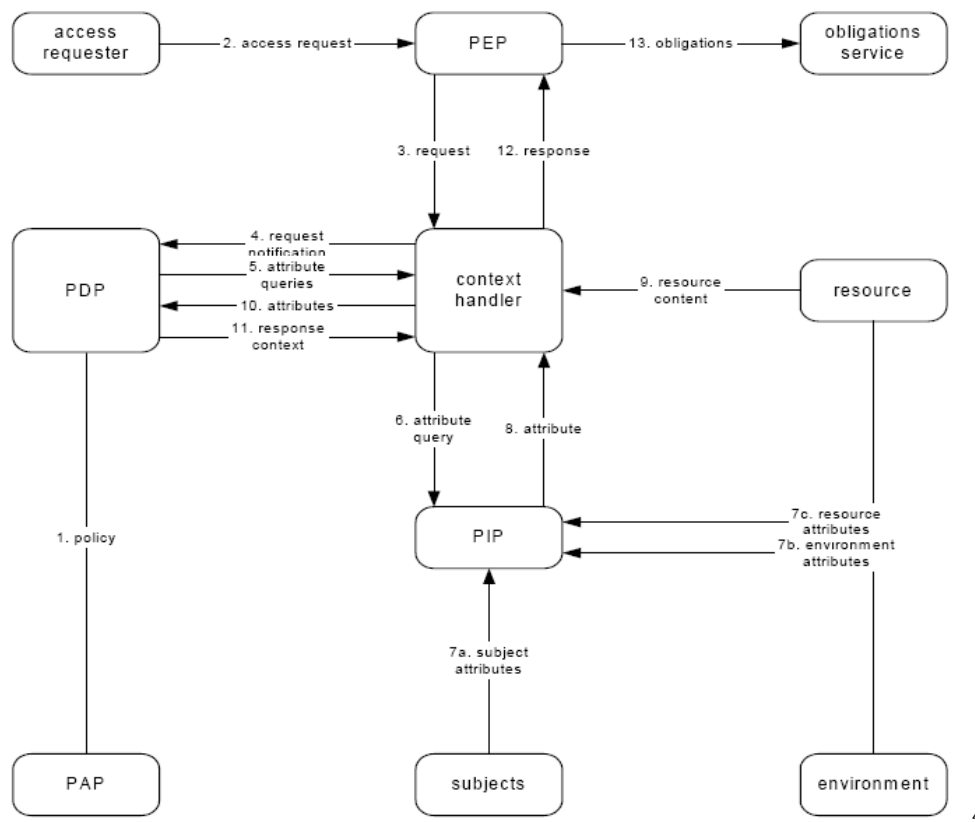 access
requester
2. access request
PEP
13. obligations
obligations
service
3. request
12. response
PDP
4. request
notification
5. attribute
queries
10. attributes
11. response
context
context
handler
9. resource
content
resource
6. attribute
query
8. attribute
1. policy
PIP
7c. resource
attributes
7b. environment
attributes
7a. subject
attributes
PAP
subjects
environment